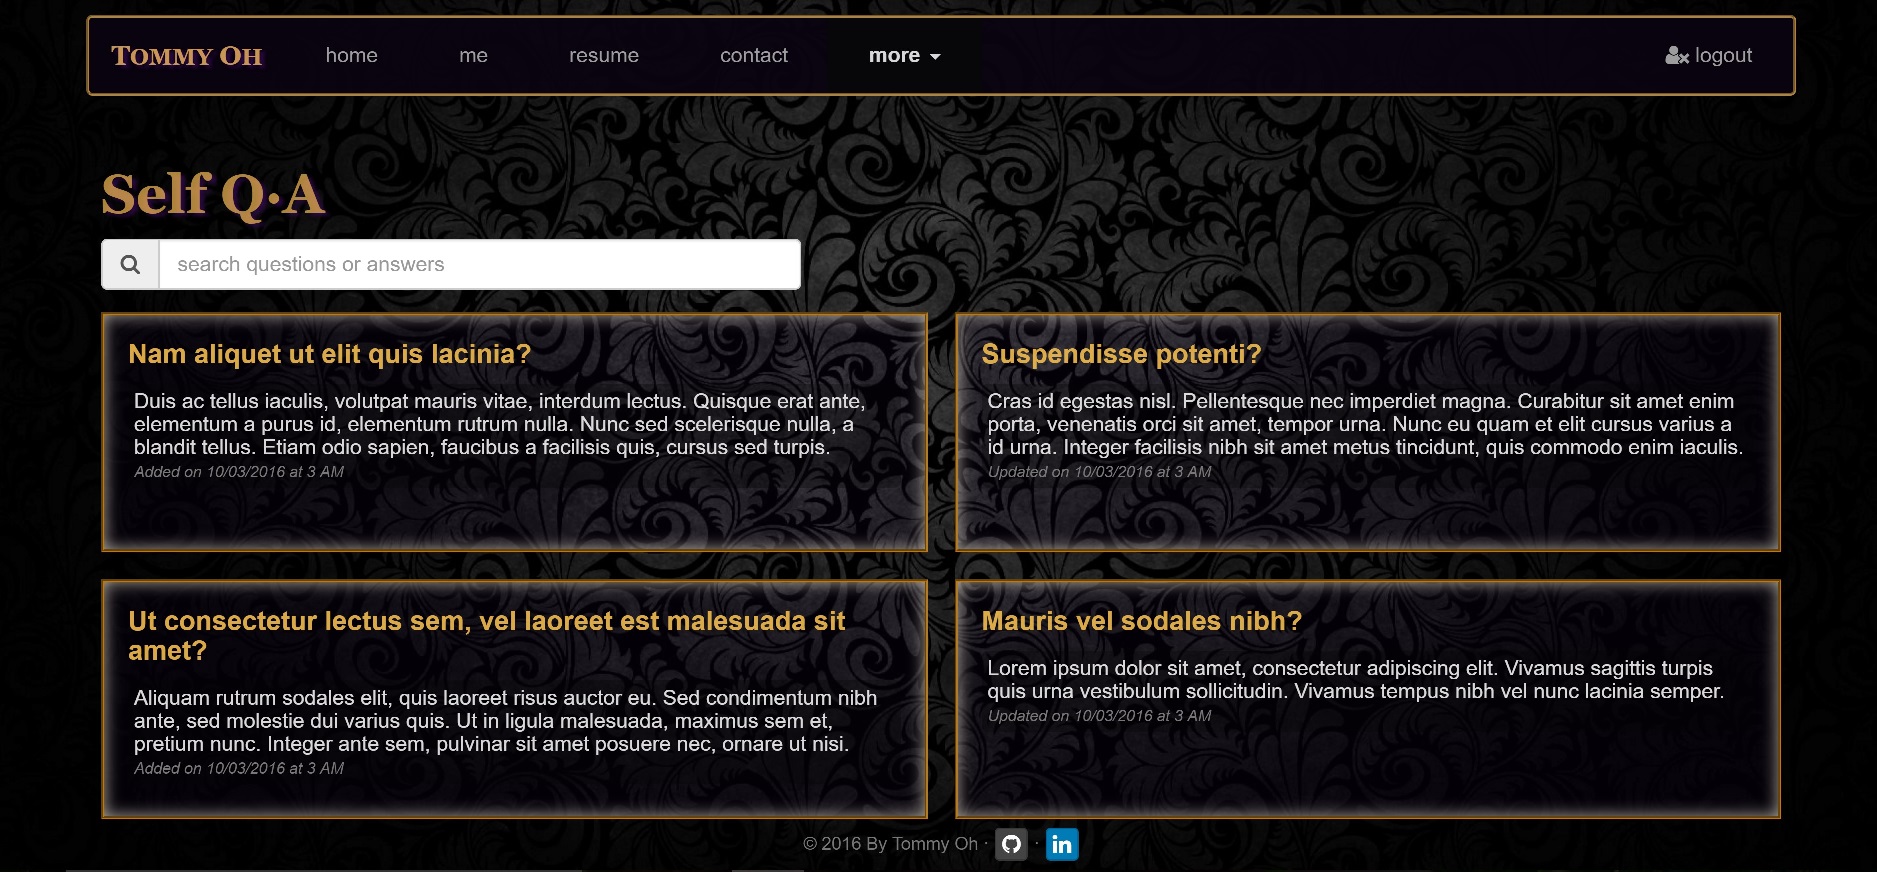 Tommy Oh home me resume contact more logout
Self Q·A
search questions or answers
Nam aliquet ut elit quis lacinia?
Duis ac tellus iaculis, volutpat mauris vitae, interdum lectus. Quisque erat ante,
elementum a purus id, elementum rutrum nulla. Nunc sed scelerisque nulla, a
blandit tellus. Etiam odio sapien, faucibus a facilisis quis, cursus sed turpis.
Added on 10/03/2016 at 3 AM
Suspendisse potenti?
Cras id egestas nisl. Pellentesque nec imperdiet magna. Curabitur sit amet enim
porta, venenatis orci sit amet, tempor urna. Nunc eu quam et elit cursus varius a
id urna. Integer facilisis nibh sit amet metus tincidunt, quis commodo enim iaculis.
Updated on 10/03/2016 at 3 AM
Ut consectetur lectus sem, vel laoreet est malesuada sit
amet?
Aliquam rutrum sodales elit, quis laoreet risus auctor eu. Sed condimentum nibh
ante, sed molestie dui varius quis. Ut in ligula malesuada, maximus sem et,
pretium nunc. Integer ante sem, pulvinar sit amet posuere nec, ornare ut nisi.
Added on 10/03/2016 at 3 AM
Mauris vel sodales nibh?
Lorem ipsum dolor sit amet, consectetur adipiscing elit. Vivamus sagittis turpis
quis urna vestibulum sollicitudin. Vivamus tempus nibh vel nunc lacinia semper.
Updated on 10/03/2016 at 3 AM
© 2016 By Tommy Oh · · in